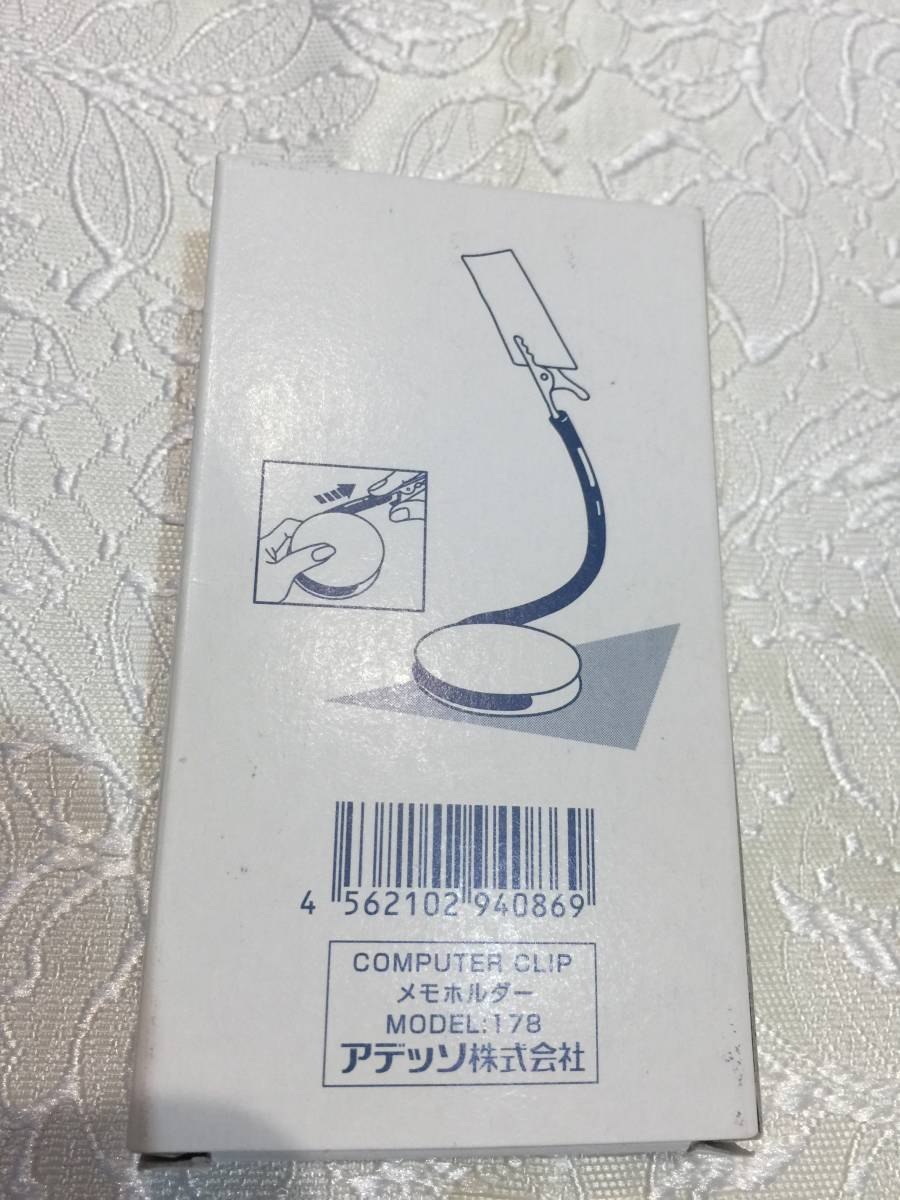 4 562102 940869
COMPUTER CLIP
メモホルダー
MODEL:178
アデッソ株式会社